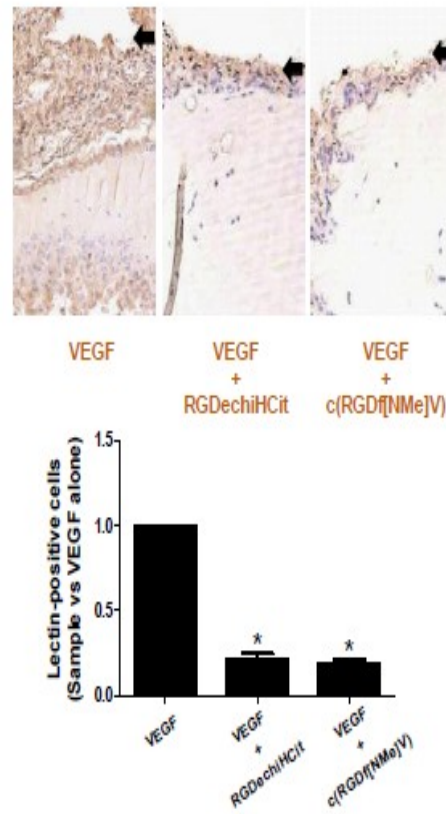 VEGF
VEGF
+
RGDechiHCit
VEGF
+
c(RGDf[NMe]V)
Lectin-positive cells
(Sample vs VEGF alone)
1.5
1.0
0.5
0.0
*
*
VEGF
VEGF
+
RGDechiHCit
VEGF
+
c(RGDf[NMe]V)